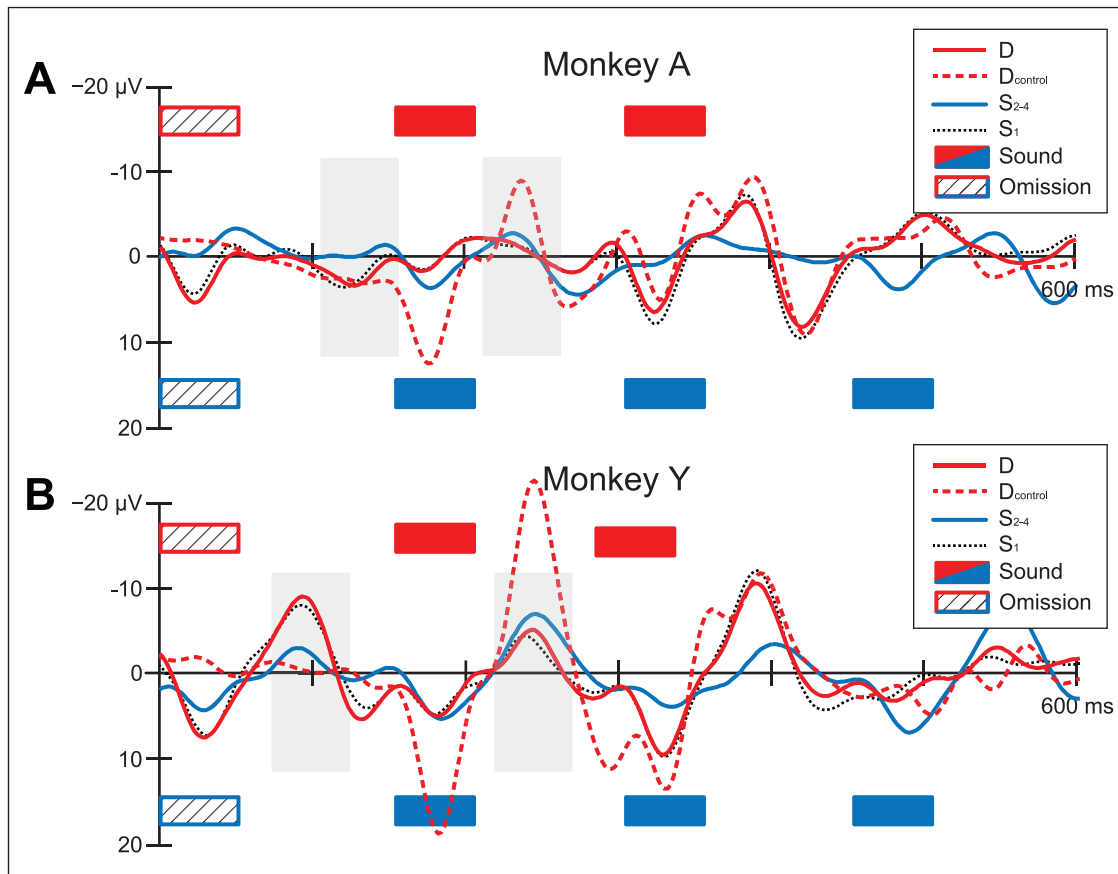 A
Monkey A
−20 µV
-10
0
10
20
600 ms
D
Dcontrol
S2-4
S1
Sound
Omission
B
Monkey Y
−20 µV
-10
0
10
20
600 ms
D
Dcontrol
S2-4
S1
Sound
Omission